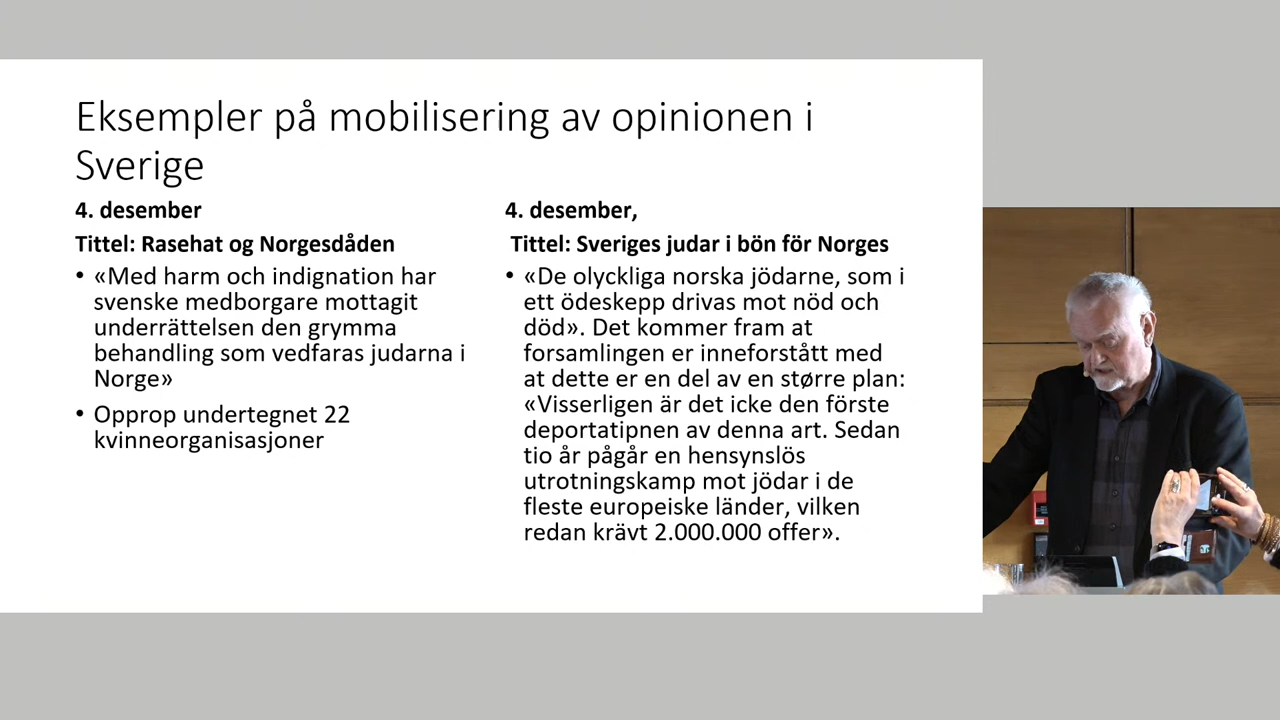 Eksempler på mobilisering av opinionen i
Sverige
4. desember
Tittel: Rasehat og Norgesdåden
• «Med harm och indignation har
svenske medborgare mottagit
underrättelsen den grymma
behandling som vedfaras judarna i
Norge»
• Opprop undertegnet 22
kvinneorganisasjoner
4. desember,
Tittel: Sveriges judar i bön för Norges
• «De olyckliga norska jödarne, som i
ett ödeskepp drivas mot nöd och
död». Det kommer fram at
forsamlingen er inneforstått med
at dette er en del av en større plan:
«Visserligen är det icke den förste
deportatipnen av denna art. Sedan
tio år pågår en hensynslös
utrotningskamp mot jödar i de
fleste europeiske länder, vilken
redan krävt 2.000.000 offer».